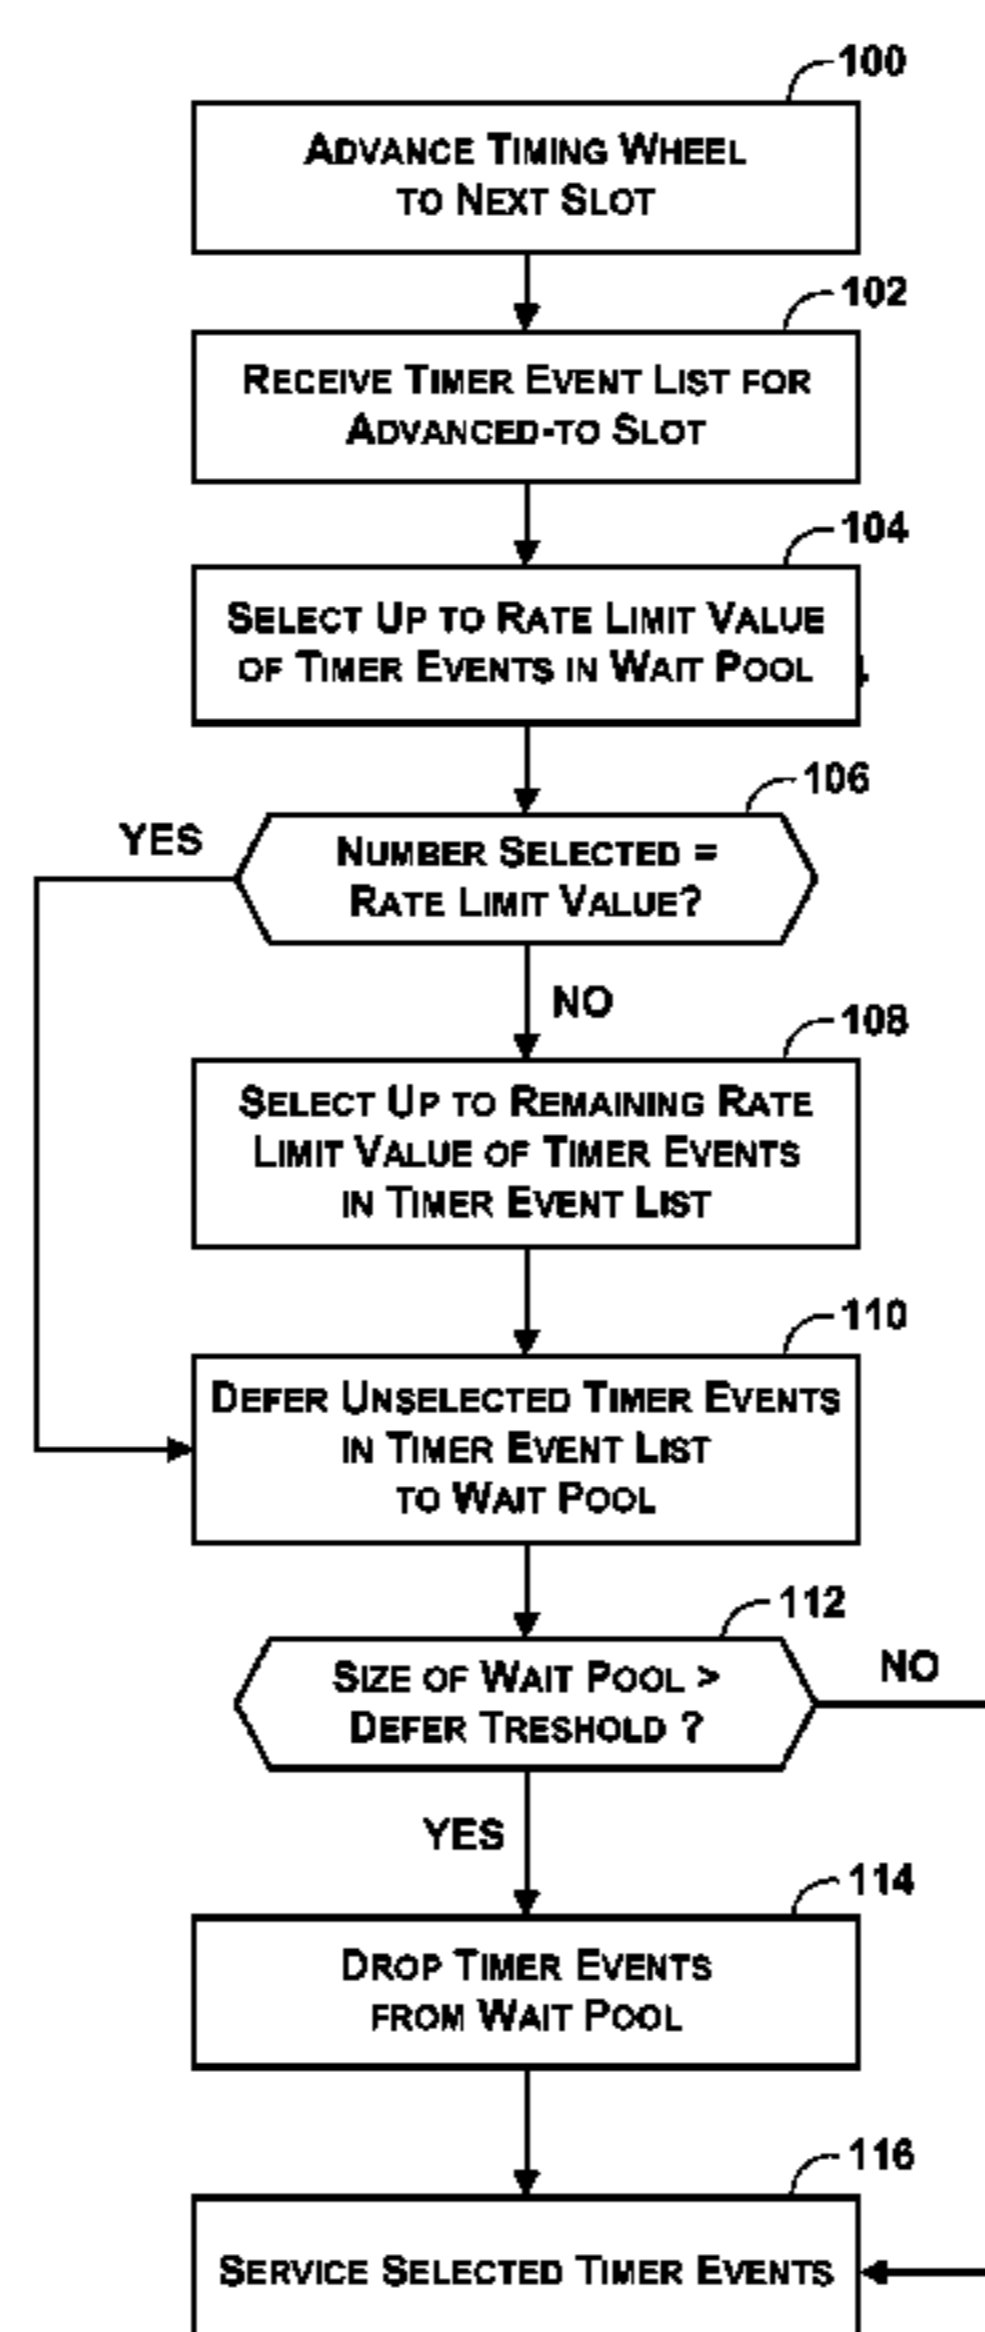 100
ADVANCE TIMING WHEEL
TO NEXT SLOT
102
RECEIVE TIMER EVENT LIST FOR
ADVANCED-TO SLOT
104
SELECT UP TO RATE LIMIT VALUE
OF TIMER EVENTS IN WAIT POOL
106
YES
NUMBER SELECTED =
RATE LIMIT VALUE?
NO
108
SELECT UP TO REMAINING RATE
LIMIT VALUE OF TIMER EVENTS
IN TIMER EVENT LIST
110
DEFER UNSELECTED TIMER EVENTS
IN TIMER EVENT LIST
TO WAIT POOL
112
SIZE OF WAIT POOL >
DEFER TRESHOLD ?
NO
YES
114
DROP TIMER EVENTS
FROM WAIT POOL
116
SERVICE SELECTED TIMER EVENTS